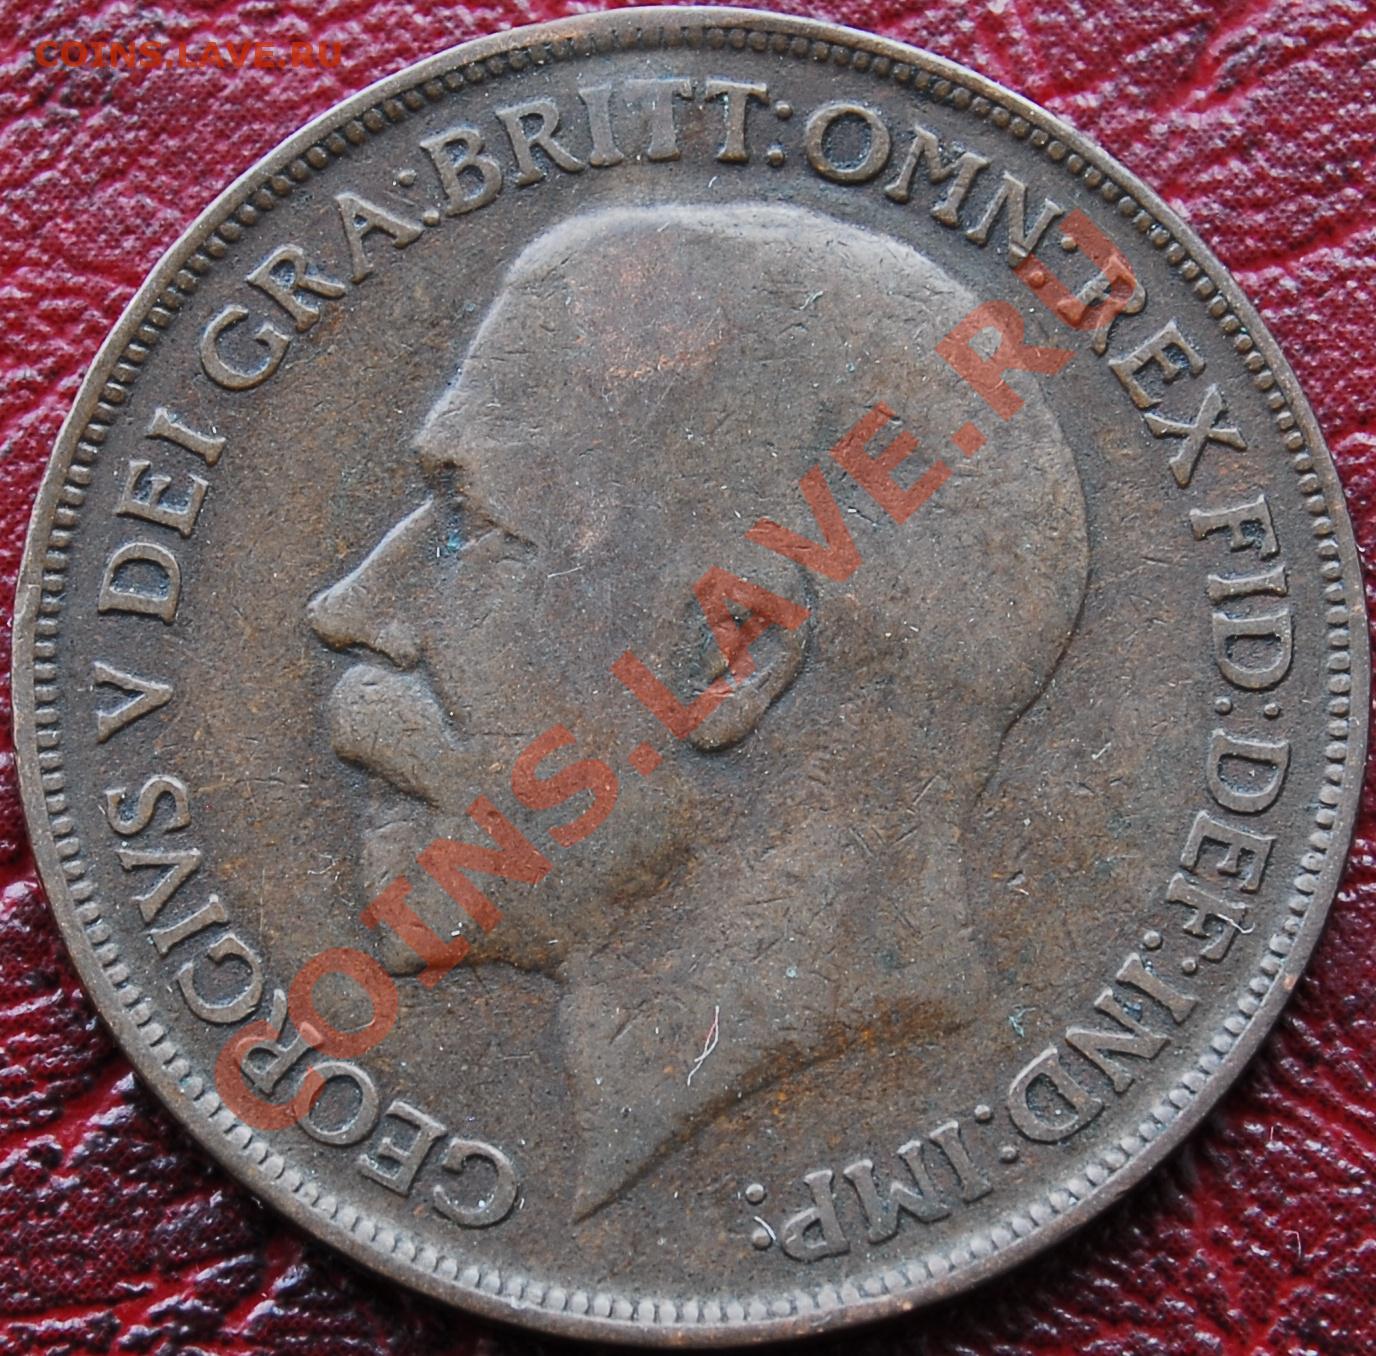 COINS.LAVE.RU
GEORGIVS V DEI GRA: BRITT: OMN: REX FID: DEF: IND: IMP:
COINS.LAVE.RU